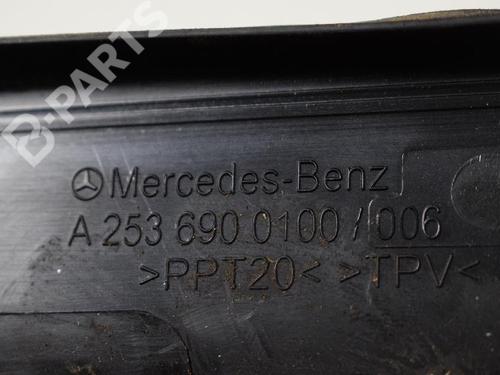 B-PARTS
Mercedes-Benz
A 253 690 0100/006
>PPT20< >TPV<